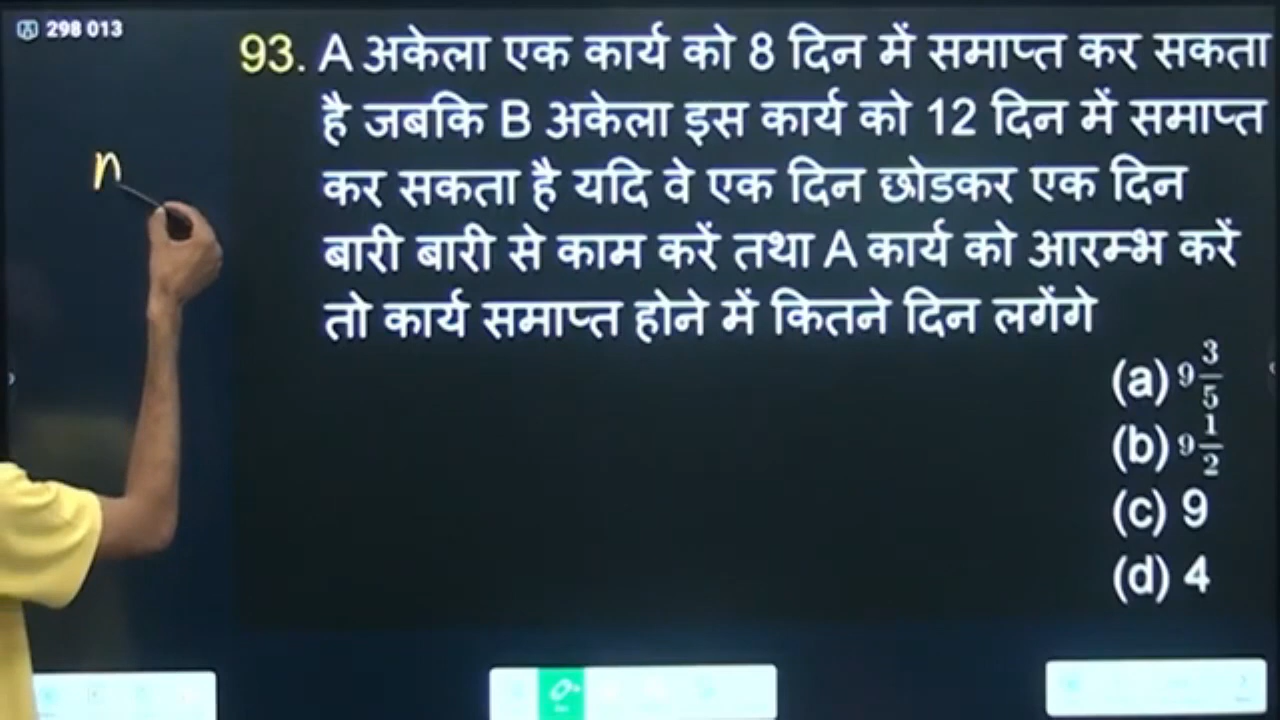 298 013
93. A अकेला एक कार्य को 8 दिन में समाप्त कर सकता
है जबकि B अकेला इस कार्य को 12 दिन में समाप्त
कर सकता है यदि वे एक दिन छोडकर एक दिन
बारी बारी से काम करें तथा A कार्य को आरम्भ करें
तो कार्य समाप्त होने में कितने दिन लगेंगे
n
(a) 9 3/5
(b) 9 1/2
(c) 9
(d) 4